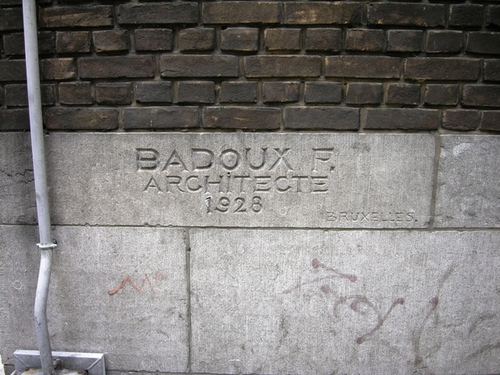 BADOUX F.
ARCHITECTE
1928
BRUXELLES.